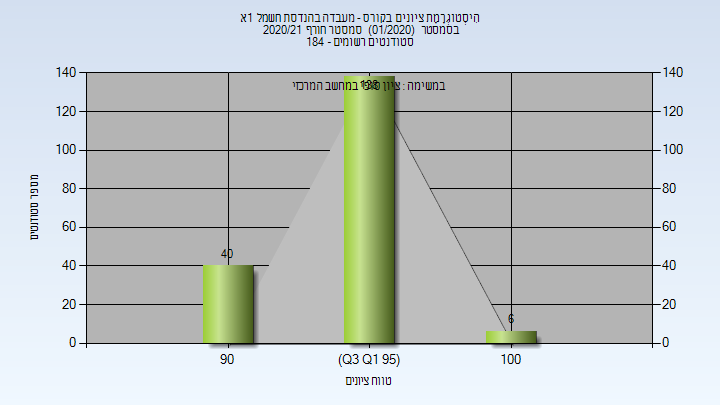 היסטוגרמת ציונים בקורס - מעבדה בהנדסת חשמל 1א
בסמסטר (01/2020) סמסטר חורף 2020/21
סטודנטים רשומים - 184
במשימה : ציון סופי במחשב המרכזי
מספר סטודנטים
140 140
120 120
100 100
80 80
60 60
40 40
20 20
0 0
40
138
6
90
(Q3 Q1 95)
100
טווח ציונים